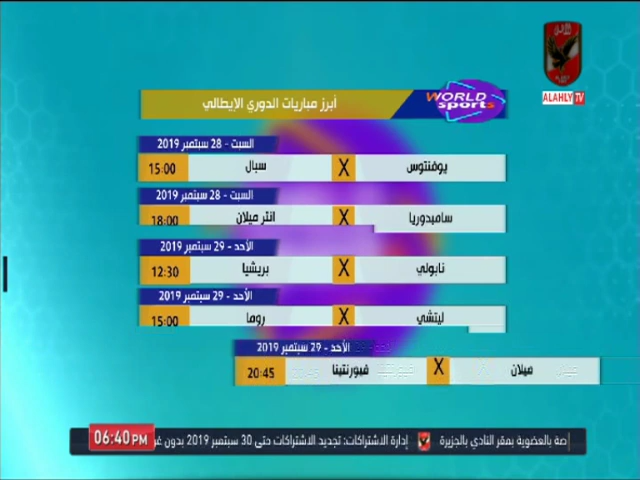 ALAHLY TV
WORLD sports
أبرز مباريات الدوري الإيطالي
السبت - 28 سبتمبر 2019
يوفنتوس X سبال 15:00
السبت - 28 سبتمبر 2019
سامبدوريا X انتر ميلان 18:00
الأحد - 29 سبتمبر 2019
نابولي X بريشيا 12:30
الأحد - 29 سبتمبر 2019
ليتشي X روما 15:00
الأحد - 29 سبتمبر 2019
ميلان X فيورنتينا 20:45
صة بالعضوية بمقر النادي بالجزيرة إدارة الاشتراكات: تجديد الاشتراكات حتى 30 سبتمبر 2019 بدون غر
06:40 PM